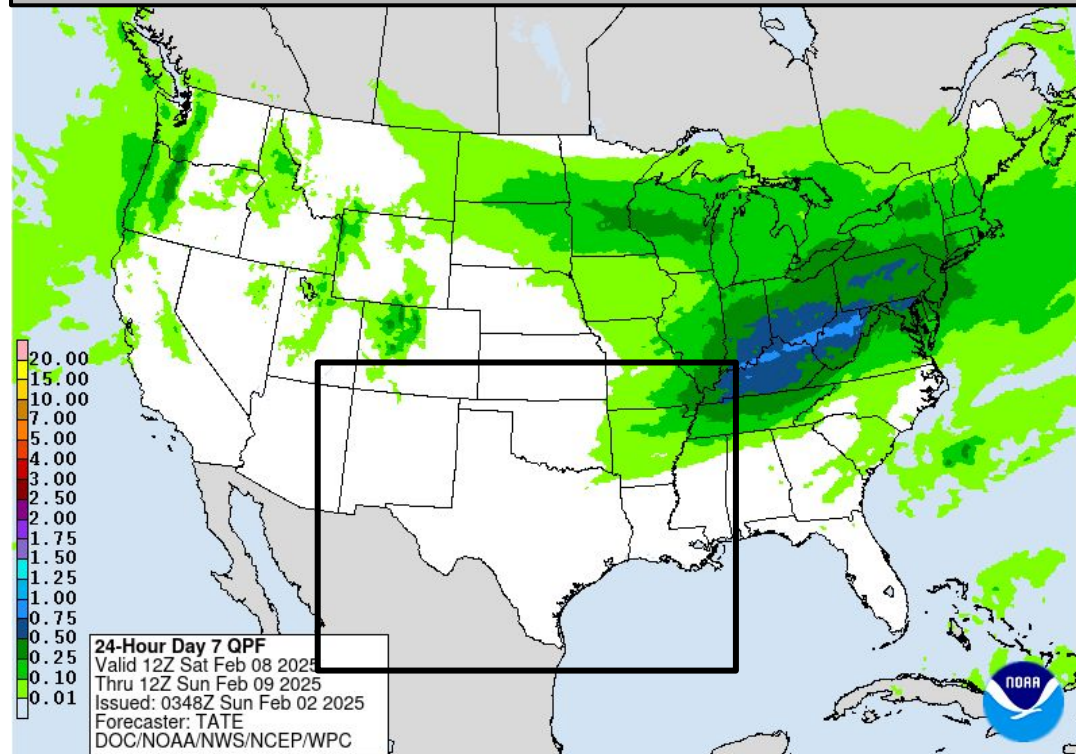 20.00
15.00
10.00
7.00
5.00
4.00
3.00
2.50
2.00
1.75
1.50
1.25
1.00
0.75
0.50
0.25
0.10
0.01
24-Hour Day 7 QPF
Valid 12Z Sat Feb 08 2025
Thru 12Z Sun Feb 09 2025
Issued: 0348Z Sun Feb 02 2025
Forecaster: TATE
DOC/NOAA/NWS/NCEP/WPC
NOAA